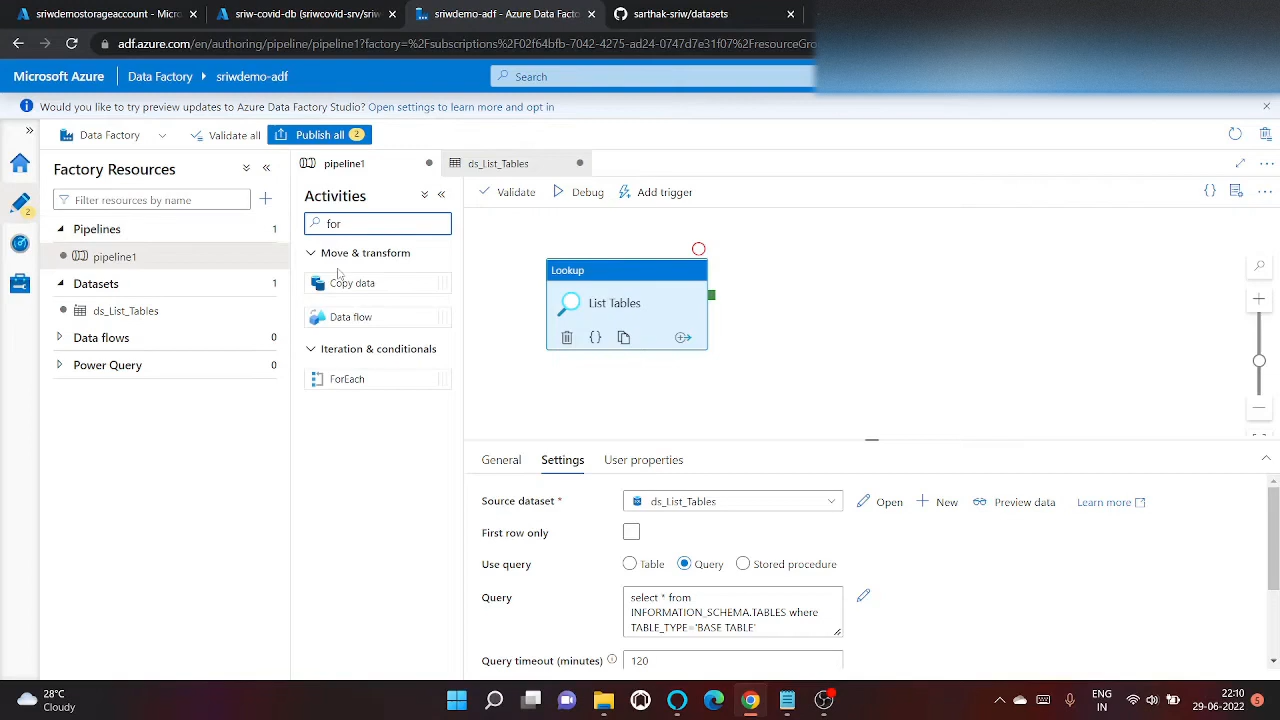 sriwdemostorageaccount - Micros
sriw-covid-db (sriwcovid-srv/sriw
sriwdemo-adf - Azure Data Facto
sarthak-sriw/datasets
adf.azure.com/en/authoring/pipeline/pipeline1?factory=%2Fsubscriptions%2F02f64bfb-7042-4275-ad24-0747d7e31f07%2FresourceGro
Microsoft Azure
Data Factory
sriwdemo-adf
Search
Would you like to try preview updates to Azure Data Factory Studio? Open settings to learn more and opt in
Data Factory
Validate all
Publish all 2
Factory Resources
Filter resources by name
Pipelines 1
pipeline1
Datasets 1
ds_List_Tables
Data flows 0
Power Query 0
pipeline1
ds_List_Tables
Activities
for
Move & transform
Copy data
Data flow
Iteration & conditionals
ForEach
Validate
Debug
Add trigger
Lookup
List Tables
General
Settings
User properties
Source dataset *
ds_List_Tables
Open
New
Preview data
Learn more
First row only
Use query
Table
Query
Stored procedure
Query
select * from
INFORMATION_SCHEMA.TABLES where
TABLE_TYPE='BASE TABLE'
Query timeout (minutes)
120
28°C
Cloudy
ENG
IN
22:10
29-06-2022
5